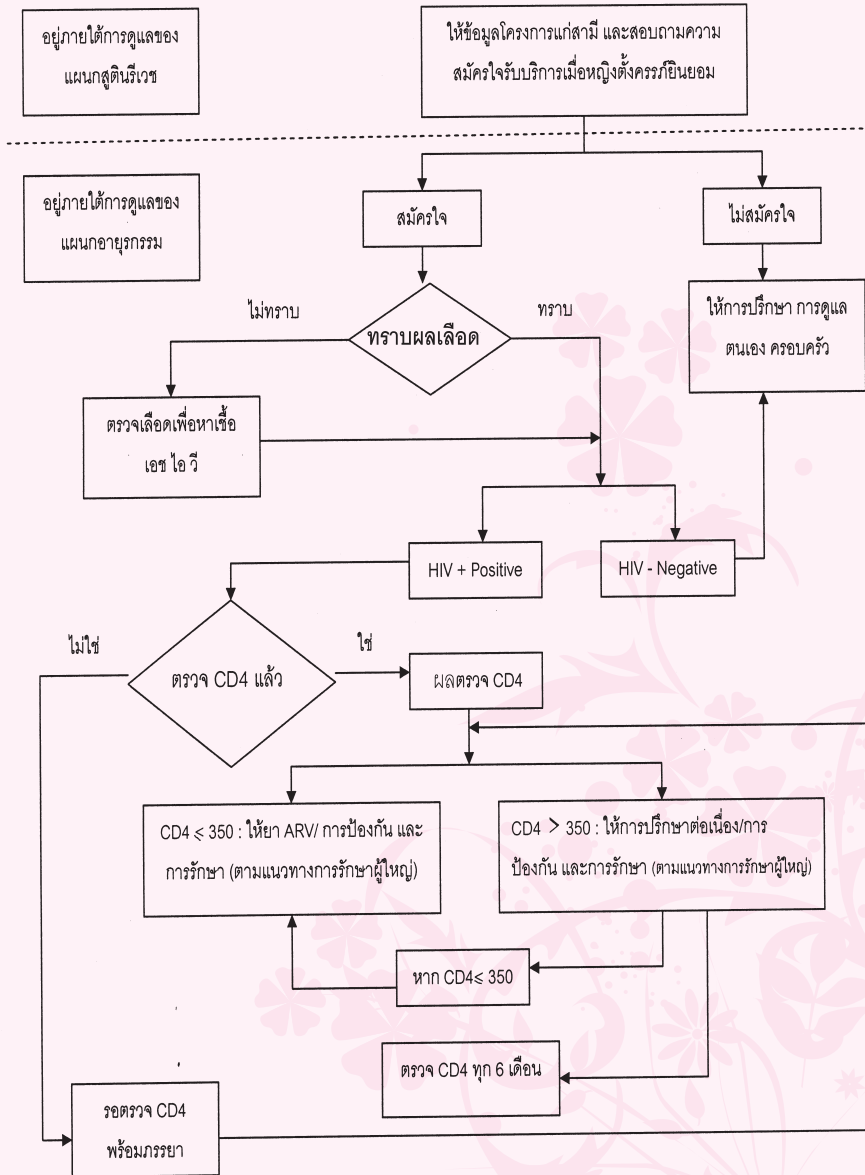 อยู่ภายใต้การดูแลของ
แผนกสูตินรีเวช
ให้ข้อมูลโครงการแก่สามี และสอบถามความ
สมัครใจรับบริการเมื่อหญิงตั้งครรภ์ยินยอม
อยู่ภายใต้การดูแลของ
แผนกอายุรกรรม
สมัครใจ
ไม่สมัครใจ
ไม่ทราบ
ทราบผลเลือด
ทราบ
ให้การปรึกษา การดูแล
ตนเอง ครอบครัว
ตรวจเลือดเพื่อหาเชื้อ
เอช ไอ วี
HIV + Positive
HIV - Negative
ไม่ใช่
ตรวจ CD4 แล้ว
ใช่
ผลตรวจ CD4
CD4 ≤ 350 : ให้ยา ARV/ การป้องกัน และ
การรักษา (ตามแนวทางการรักษาผู้ใหญ่)
CD4 > 350 : ให้การปรึกษาต่อเนื่อง/การ
ป้องกัน และการรักษา (ตามแนวทางการรักษาผู้ใหญ่)
หาก CD4≤ 350
ตรวจ CD4 ทุก 6 เดือน
รอตรวจ CD4
พร้อมภรรยา